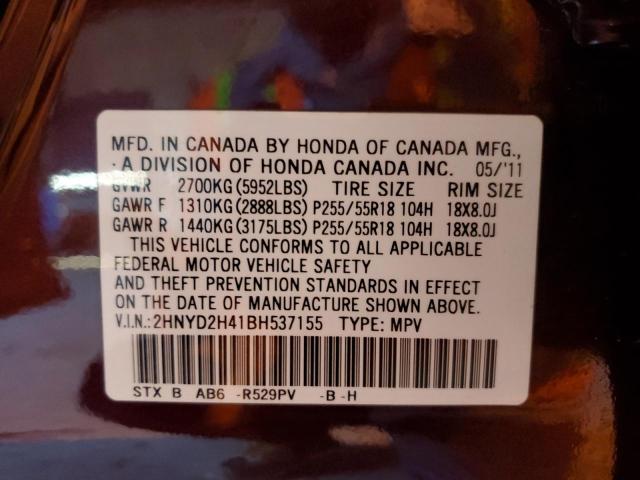 MFD. IN CANADA BY HONDA OF CANADA MFG.,
A DIVISION OF HONDA CANADA INC. 05/'11
GVWR 2700KG(5952LBS) TIRE SIZE RIM SIZE
GAWR F 1310KG(2888LBS) P255/55R18 104H 18X8.0J
GAWR R 1440KG(3175LBS) P255/55R18 104H 18X8.0J
THIS VEHICLE CONFORMS TO ALL APPLICABLE
FEDERAL MOTOR VEHICLE SAFETY
AND THEFT PREVENTION STANDARDS IN EFFECT
ON THE DATE OF MANUFACTURE SHOWN ABOVE.
V.I.N.:2HNYD2H41BH537155 TYPE: MPV
STX B AB6 -R529PV -B -H